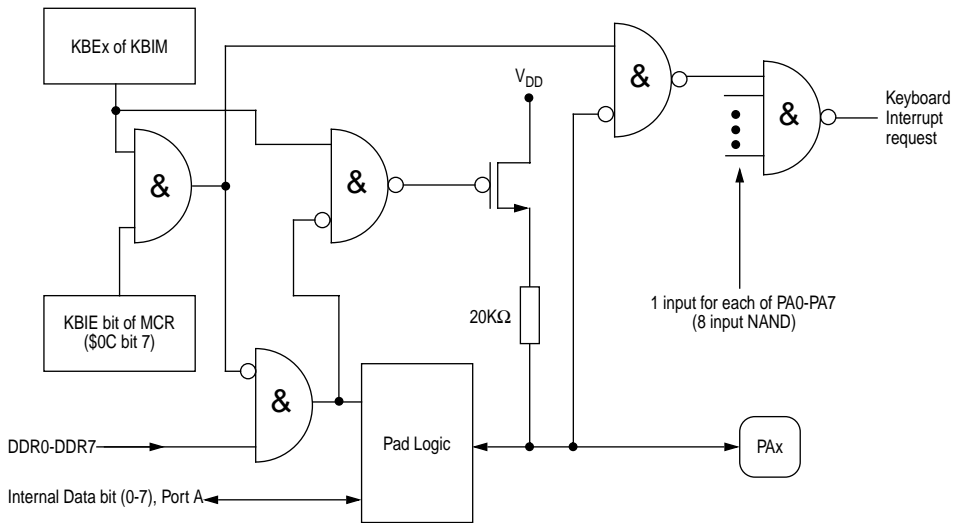 KBEx of KBIM
&
V_DD
&
&
Keyboard
Interrupt
request
&
&
KBIE bit of MCR
($0C bit 7)
20KΩ
1 input for each of PA0-PA7
(8 input NAND)
&
DDR0-DDR7
Pad Logic
PAx
Internal Data bit (0-7), Port A